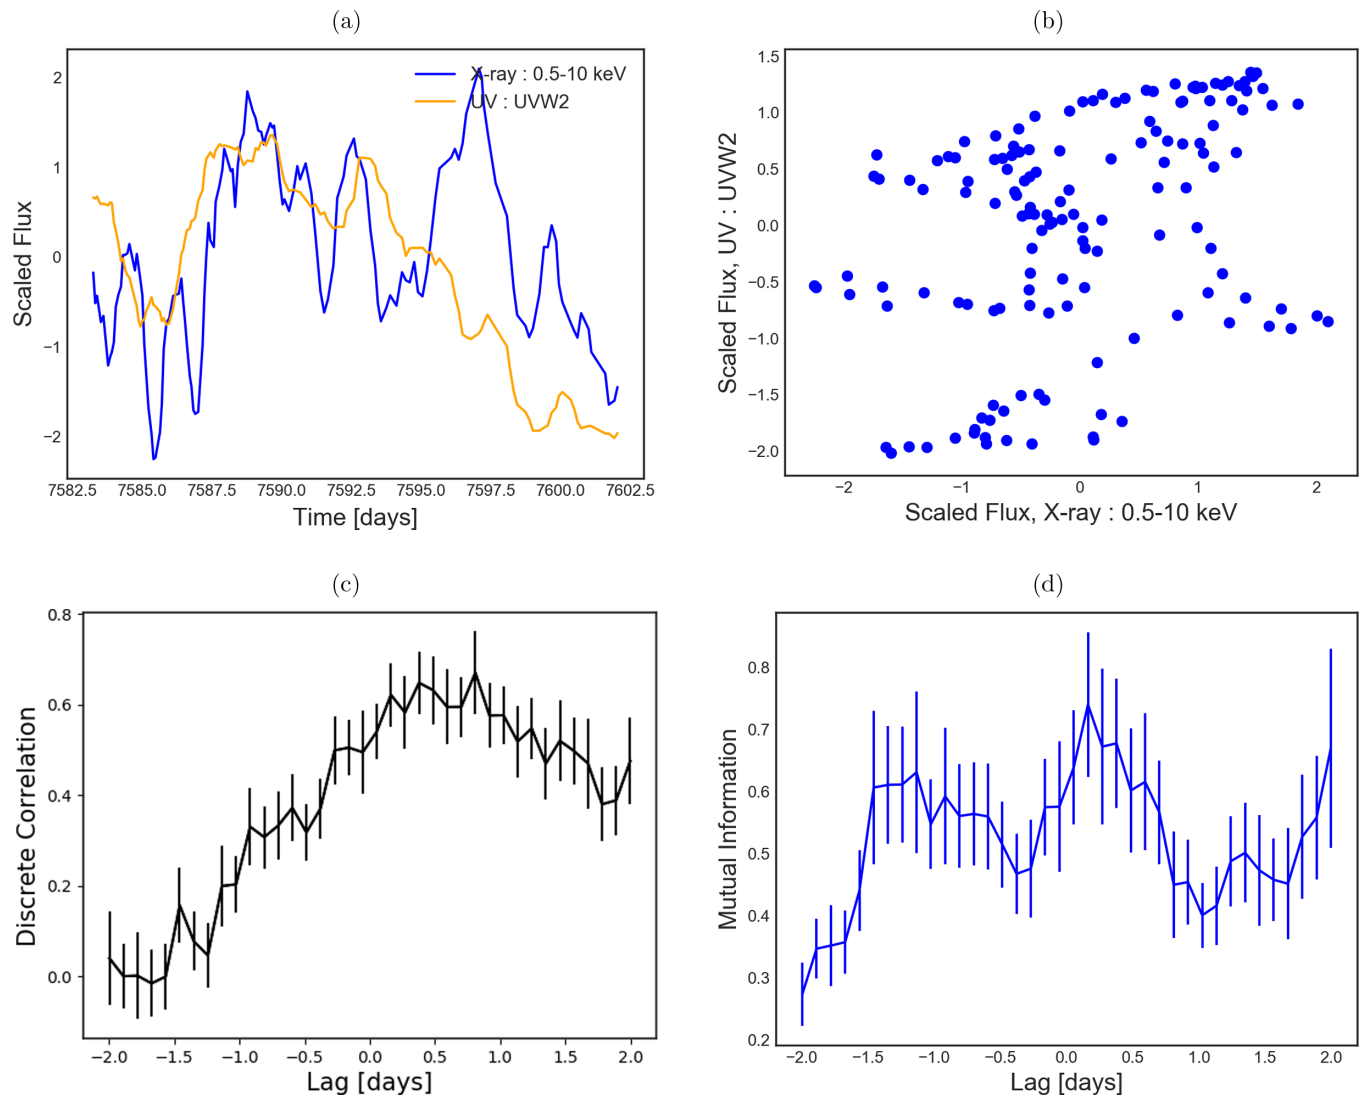 (a)
X-ray : 0.5-10 keV
UV : UVW2
Scaled Flux
2
1
0
−1
−2
7582.5 7585.0 7587.5 7590.0 7592.5 7595.0 7597.5 7600.0 7602.5
Time [days]
(b)
Scaled Flux, UV : UVW2
1.5
1.0
0.5
0.0
−0.5
−1.0
−1.5
−2.0
−2 −1 0 1 2
Scaled Flux, X-ray : 0.5-10 keV
(c)
Discrete Correlation
0.8
0.6
0.4
0.2
0.0
−2.0 −1.5 −1.0 −0.5 0.0 0.5 1.0 1.5 2.0
Lag [days]
(d)
Mutual Information
0.8
0.7
0.6
0.5
0.4
0.3
0.2
−2.0 −1.5 −1.0 −0.5 0.0 0.5 1.0 1.5 2.0
Lag [days]